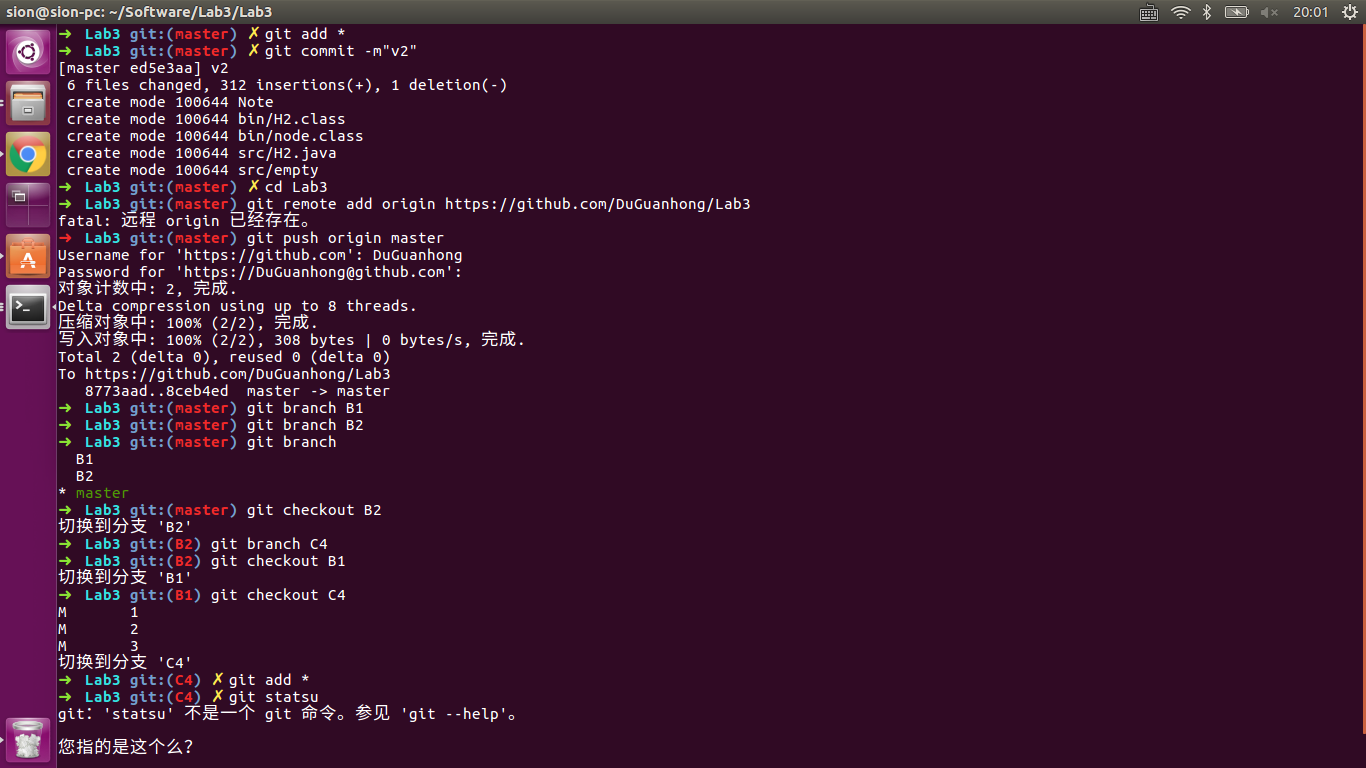 sion@sion-pc: ~/Software/Lab3/Lab3
20:01
➜  Lab3 git:(master) ✗ git add *
➜  Lab3 git:(master) ✗ git commit -m"v2"
[master ed5e3aa] v2
 6 files changed, 312 insertions(+), 1 deletion(-)
 create mode 100644 Note
 create mode 100644 bin/H2.class
 create mode 100644 bin/node.class
 create mode 100644 src/H2.java
 create mode 100644 src/empty
➜  Lab3 git:(master) ✗ cd Lab3
➜  Lab3 git:(master) git remote add origin https://github.com/DuGuanhong/Lab3
fatal: 远程 origin 已经存在。
➜  Lab3 git:(master) git push origin master
Username for 'https://github.com': DuGuanhong
Password for 'https://DuGuanhong@github.com':
对象计数中: 2, 完成.
Delta compression using up to 8 threads.
压缩对象中: 100% (2/2), 完成.
写入对象中: 100% (2/2), 308 bytes | 0 bytes/s, 完成.
Total 2 (delta 0), reused 0 (delta 0)
To https://github.com/DuGuanhong/Lab3
   8773aad..8ceb4ed  master -> master
➜  Lab3 git:(master) git branch B1
➜  Lab3 git:(master) git branch B2
➜  Lab3 git:(master) git branch
  B1
  B2
* master
➜  Lab3 git:(master) git checkout B2
切换到分支 'B2'
➜  Lab3 git:(B2) git branch C4
➜  Lab3 git:(B2) git checkout B1
切换到分支 'B1'
➜  Lab3 git:(B1) git checkout C4
M       1
M       2
M       3
切换到分支 'C4'
➜  Lab3 git:(C4) ✗ git add *
➜  Lab3 git:(C4) ✗ git statsu
git：'statsu' 不是一个 git 命令。参见 'git --help'。
您指的是这个么？